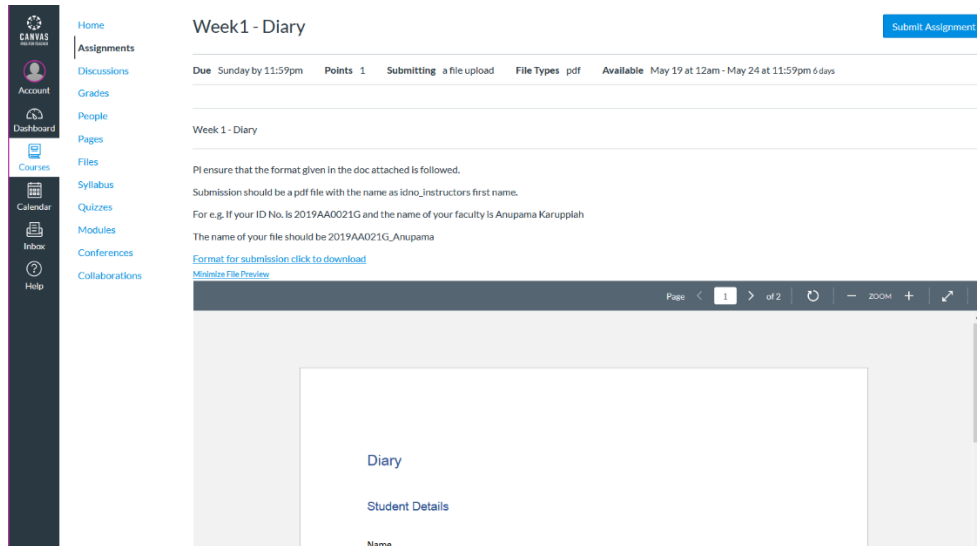 CANVAS
Account
Dashboard
Courses
Calendar
Inbox
Help
Home
Assignments
Discussions
Grades
People
Pages
Files
Syllabus
Quizzes
Modules
Conferences
Collaborations
Week1 - Diary
Submit Assignment
Due Sunday by 11:59pm Points 1 Submitting a file upload File Types pdf Available May 19 at 12am - May 24 at 11:59pm 6 days
Week 1 - Diary
Pl ensure that the format given in the doc attached is followed.
Submission should be a pdf file with the name as idno_instructors first name.
For e.g. If your ID No. is 2019AA0021G and the name of your faculty is Anupama Karuppiah
The name of your file should be 2019AA021G_Anupama
Format for submission click to download
Minimize File Preview
Page 1 of 2 ZOOM
Diary
Student Details
Name